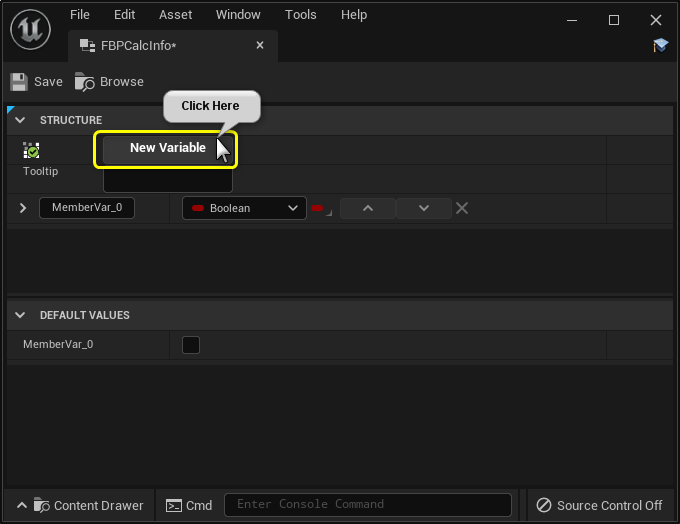 File Edit Asset Window Tools Help
FBPCalcInfo*
Save Browse
Click Here
STRUCTURE
New Variable
Tooltip
MemberVar_0 Boolean
DEFAULT VALUES
MemberVar_0
Content Drawer Cmd Enter Console Command Source Control Off